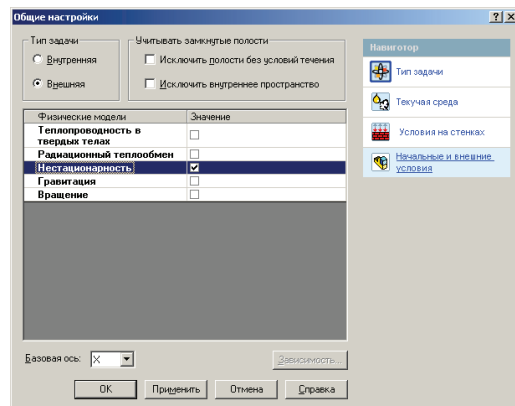 Общие настройки
Тип задачи
Внутренняя
Внешняя
Учитывать замкнутые полости
Исключить полости без условий течения
Исключить внутреннее пространство
Физические модели Значение
Теплопроводность в
твердых телах
Радиационный теплообмен
Нестационарность
Гравитация
Вращение
Базовая ось: X
Зависимость...
OK Применить Отмена Справка
Навиготор
Тип задачи
Текучая среда
Условия на стенках
Начальные и внешние
условия